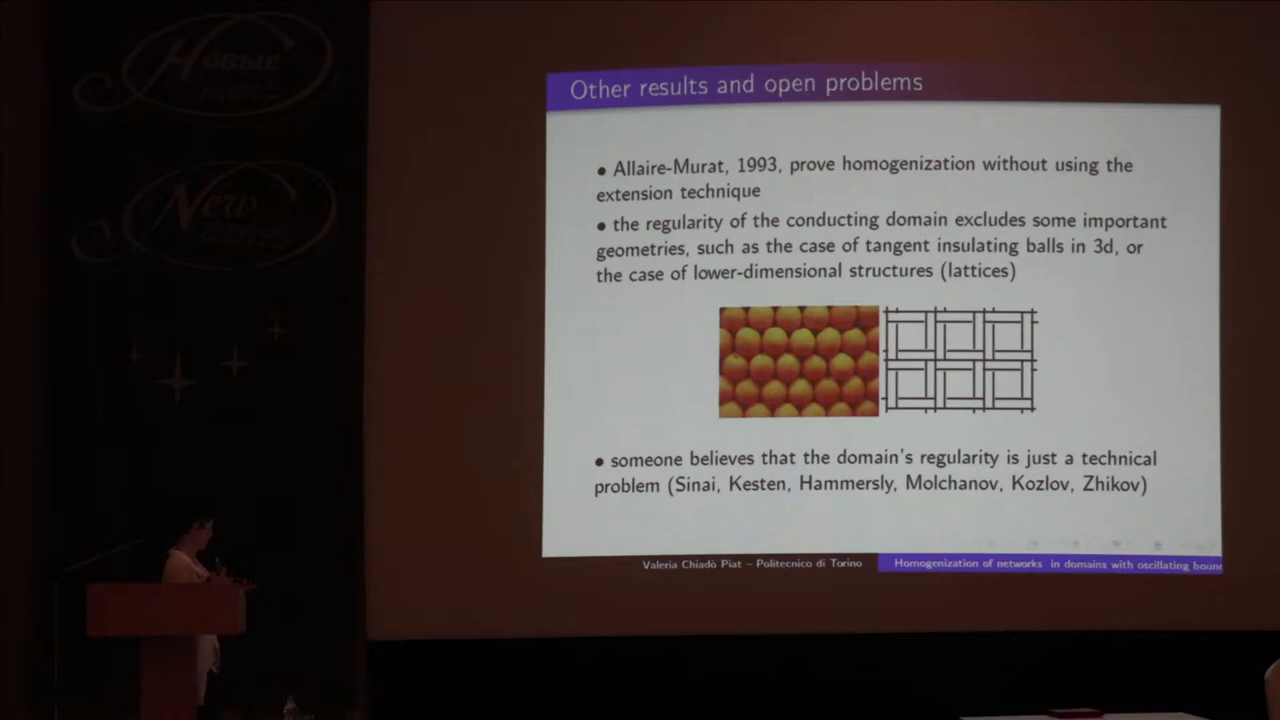 Новые
New
Other results and open problems
• Allaire-Murat, 1993, prove homogenization without using the
extension technique
• the regularity of the conducting domain excludes some important
geometries, such as the case of tangent insulating balls in 3d, or
the case of lower-dimensional structures (lattices)
• someone believes that the domain's regularity is just a technical
problem (Sinai, Kesten, Hammersly, Molchanov, Kozlov, Zhikov)
Valeria Chiadò Piat – Politecnico di Torino
Homogenization of networks in domains with oscillating boun